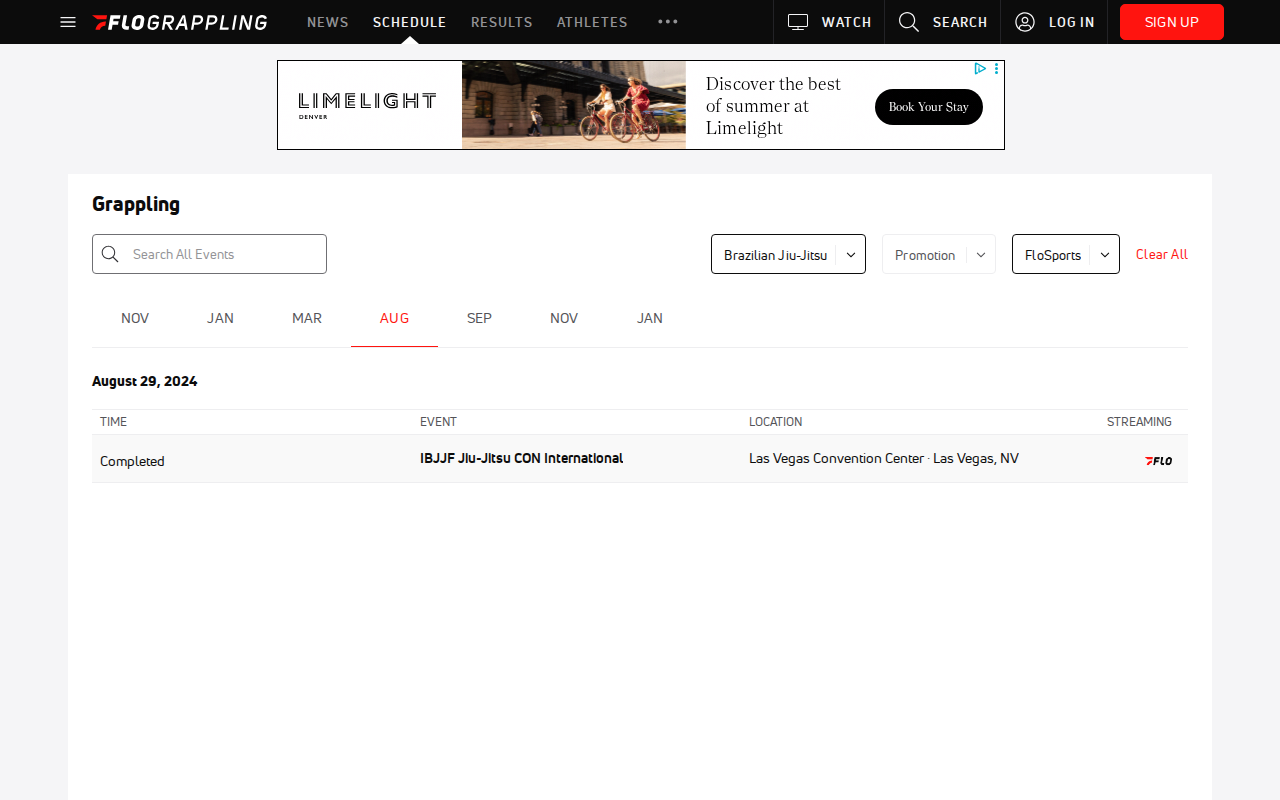 FLOGRAPPLING
NEWS
SCHEDULE
RESULTS
ATHLETES
WATCH
SEARCH
LOG IN
SIGN UP
LIMELIGHT
DENVER
Discover the best
of summer at
Limelight
Book Your Stay
Grappling
Search All Events
Brazilian Jiu-Jitsu
Promotion
FloSports
Clear All
NOV
JAN
MAR
AUG
SEP
NOV
JAN
August 29, 2024
TIME
EVENT
LOCATION
STREAMING
Completed
IBJJF Jiu-Jitsu CON International
Las Vegas Convention Center · Las Vegas, NV
FLO